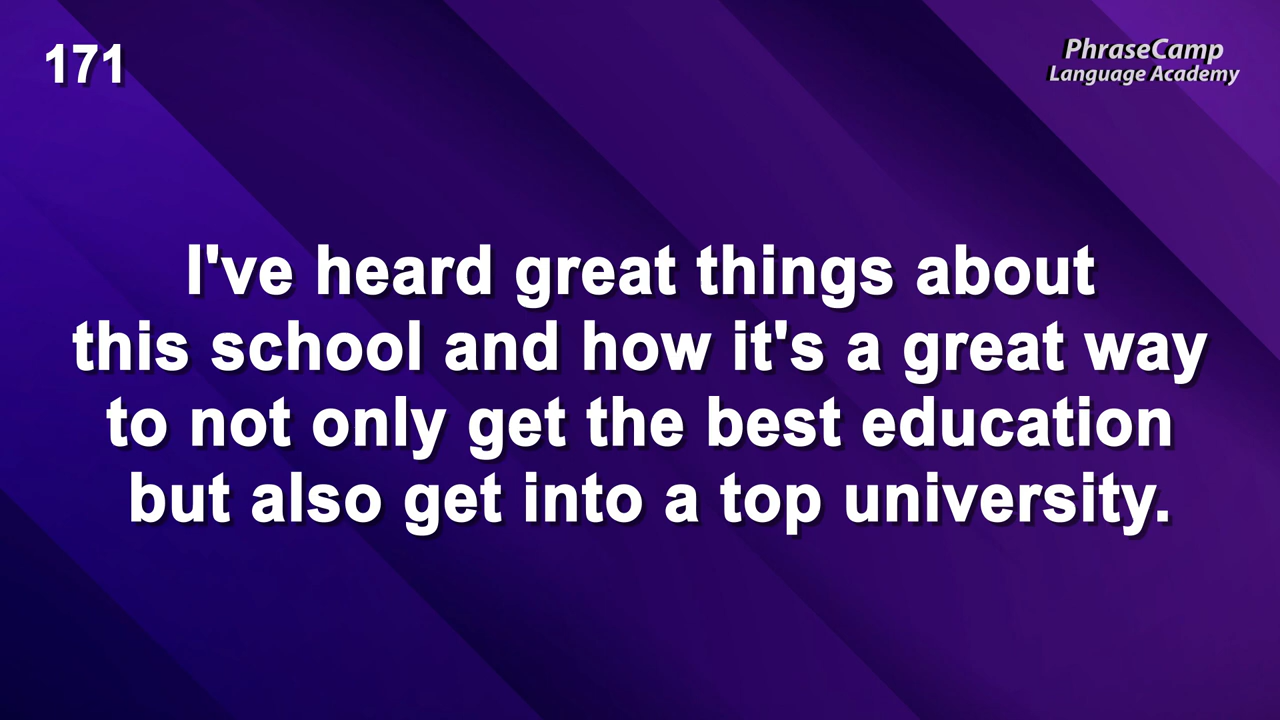 171
PhraseCamp
Language Academy
I've heard great things about
this school and how it's a great way
to not only get the best education
but also get into a top university.